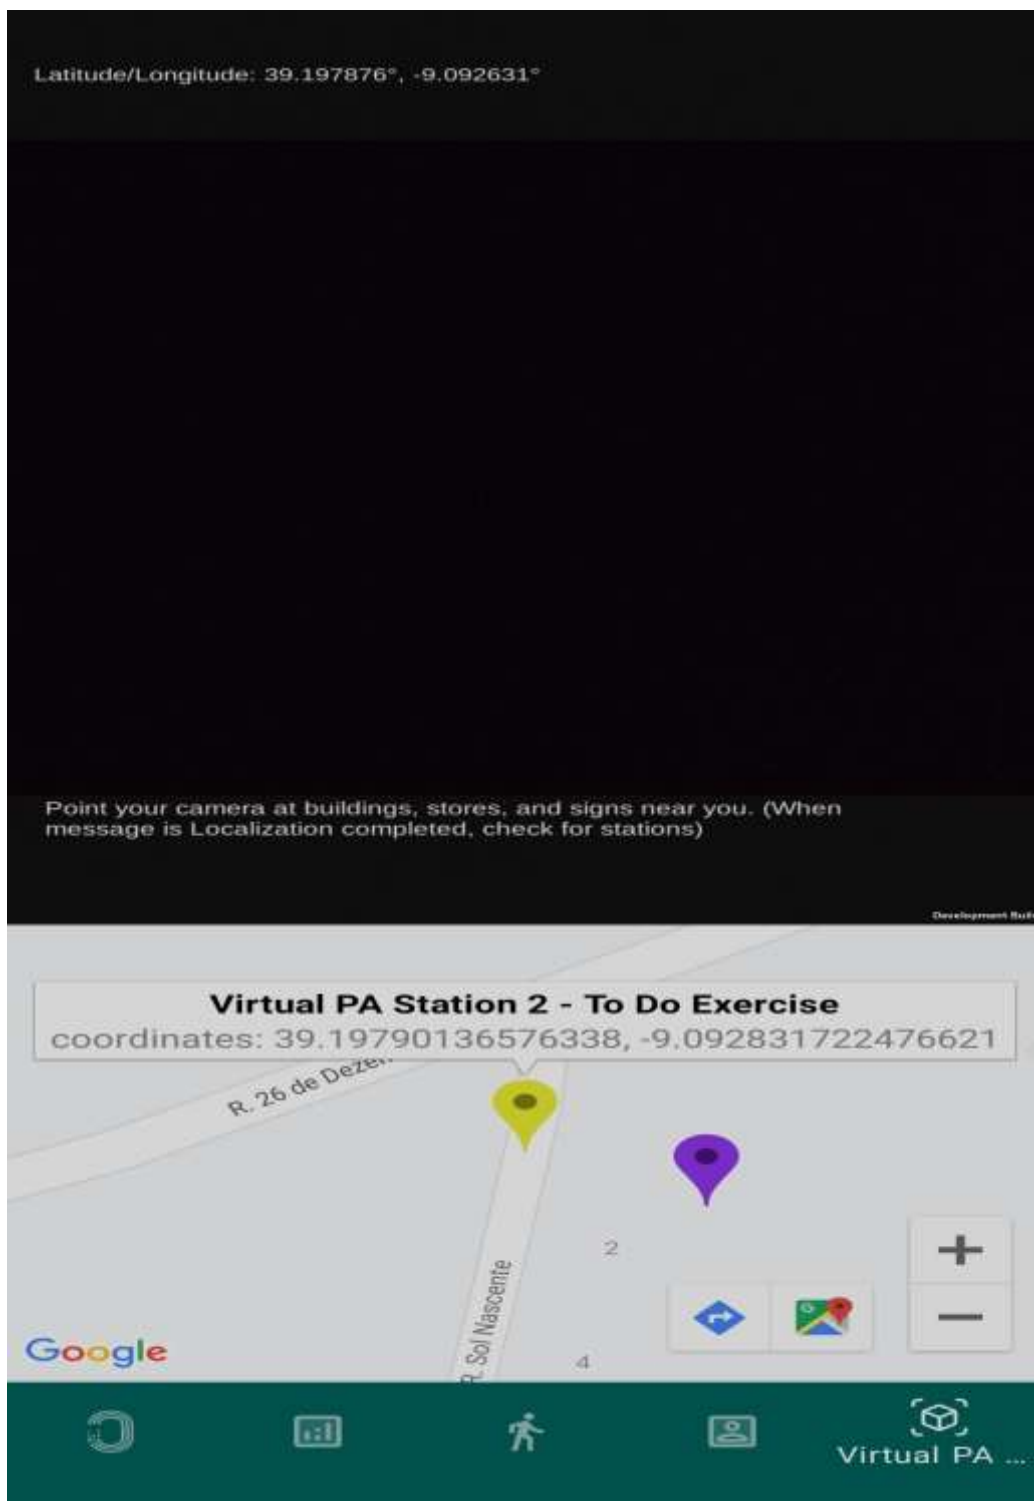 Latitude/Longitude: 39.197876°, -9.092631°
Point your camera at buildings, stores, and signs near you. (When
message is Localization completed, check for stations)
Development Buil
Virtual PA Station 2 - To Do Exercise
coordinates: 39.19790136576338, -9.092831722476621
R. 26 de Dezem
2
R. Sol Nascente
4
Google
Virtual PA ...